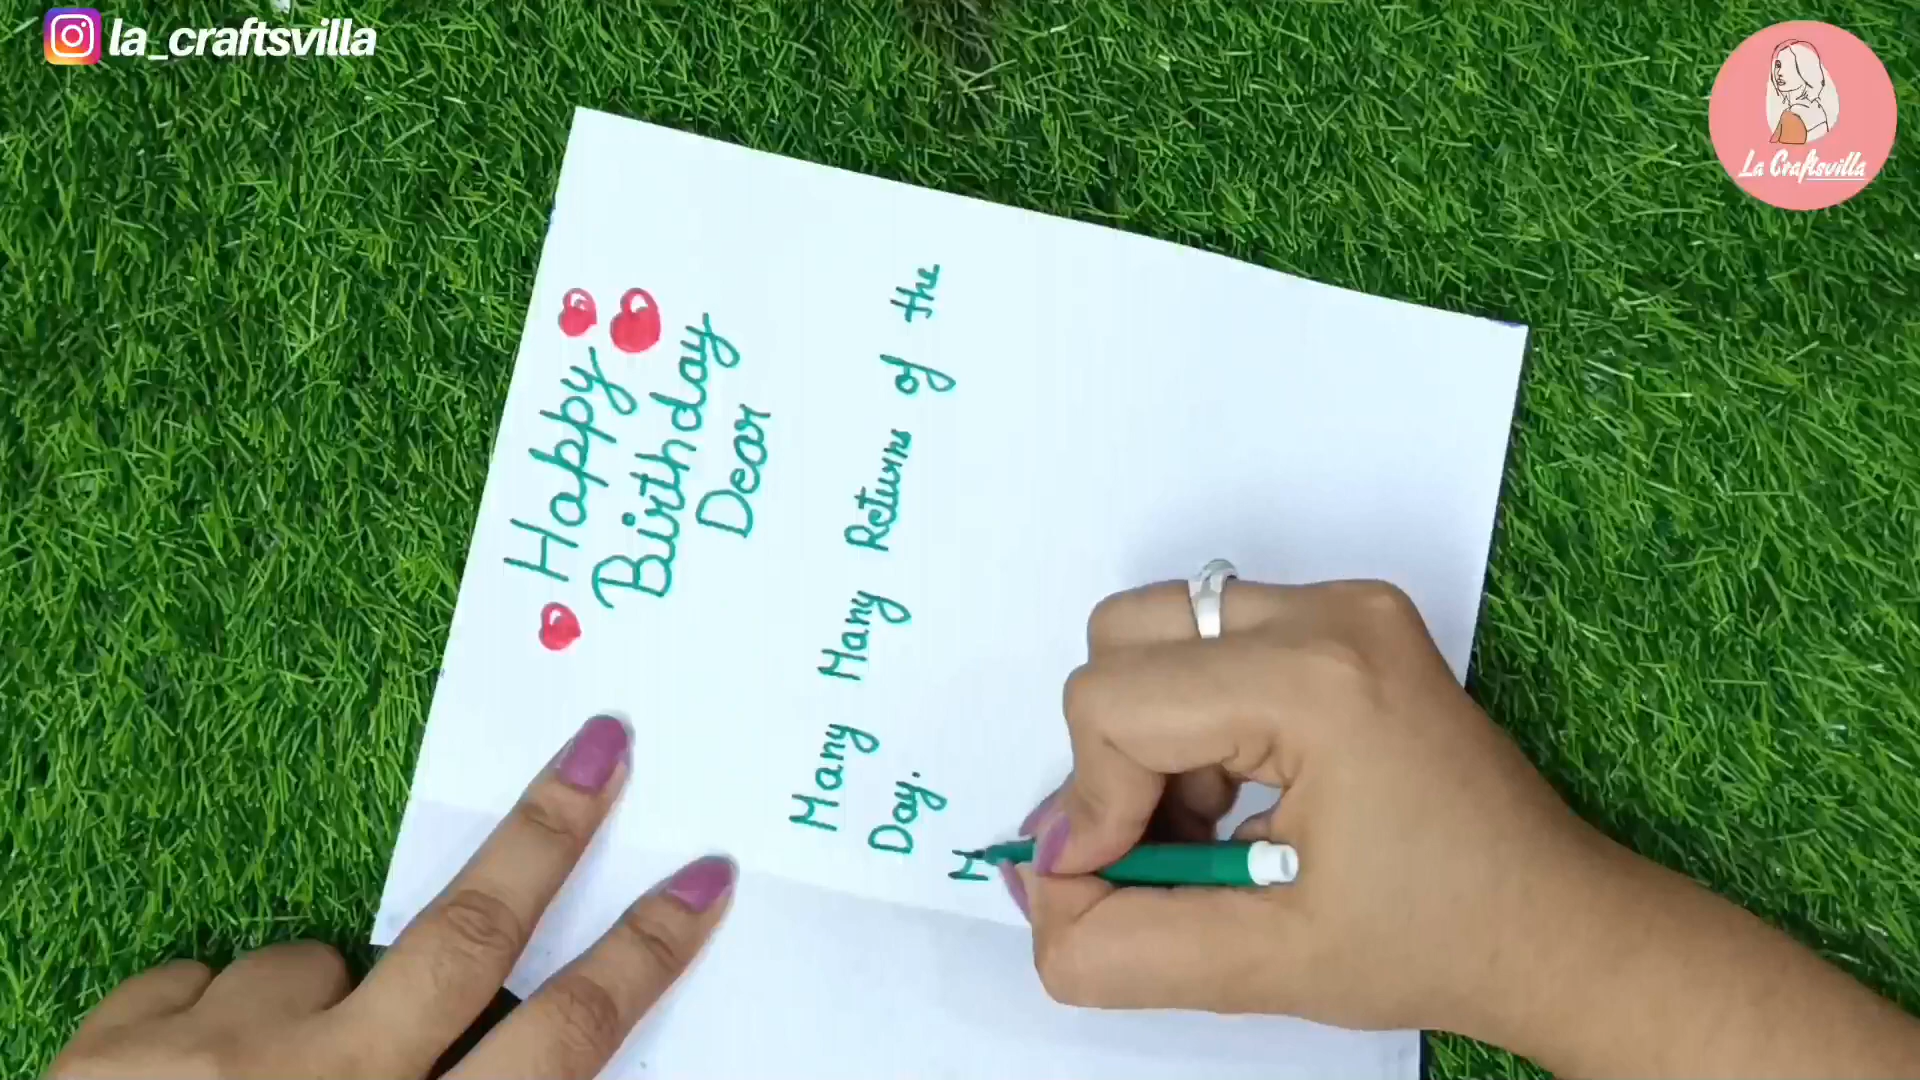 la_craftsvilla
La Craftsvilla
Happy
Birthday
Dear
Many Many Returns of the
Day.
M